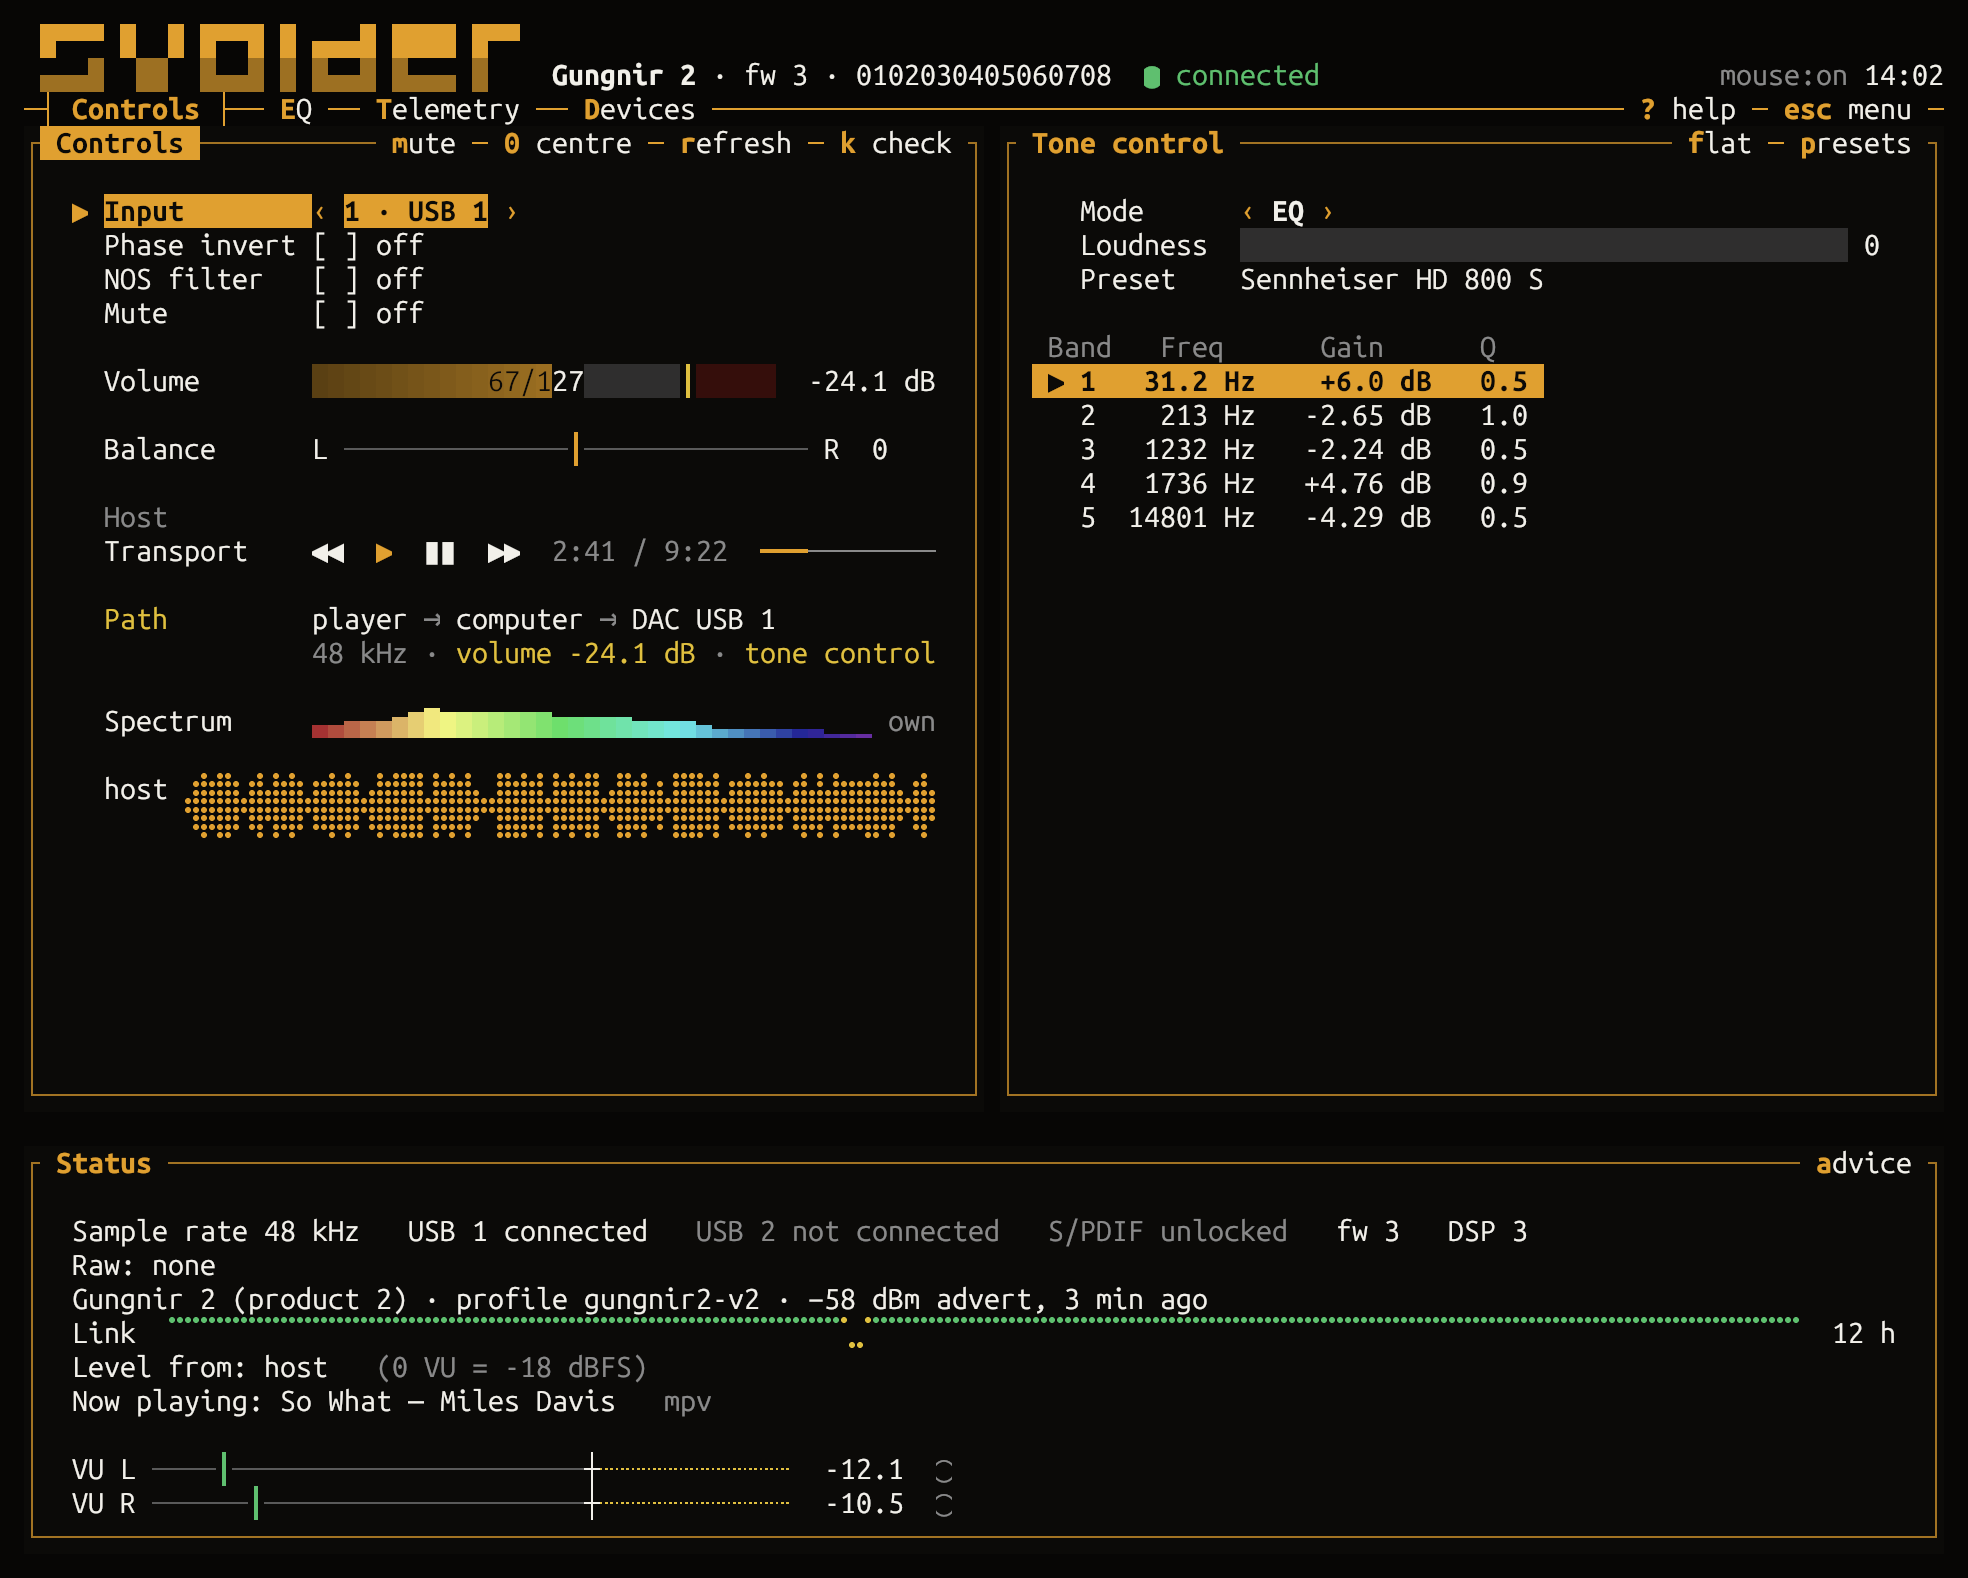 svolder
Gungnir 2 · fw 3 · 0102030405060708 connected mouse:on 14:02
Controls EQ Telemetry Devices ? help esc menu
Controls mute 0 centre refresh k check
▶ Input ‹ 1 · USB 1 ›
Phase invert [ ] off
NOS filter [ ] off
Mute [ ] off
Volume 67/127 -24.1 dB
Balance L R 0
Host
Transport 2:41 / 9:22
Path player → computer → DAC USB 1
48 kHz · volume -24.1 dB · tone control
Spectrum own
host
Tone control flat presets
Mode ‹ EQ ›
Loudness 0
Preset Sennheiser HD 800 S
Band Freq Gain Q
▶ 1 31.2 Hz +6.0 dB 0.5
2 213 Hz -2.65 dB 1.0
3 1232 Hz -2.24 dB 0.5
4 1736 Hz +4.76 dB 0.9
5 14801 Hz -4.29 dB 0.5
Status advice
Sample rate 48 kHz USB 1 connected USB 2 not connected S/PDIF unlocked fw 3 DSP 3
Raw: none
Gungnir 2 (product 2) · profile gungnir2-v2 · −58 dBm advert, 3 min ago
Link 12 h
Level from: host (0 VU = -18 dBFS)
Now playing: So What — Miles Davis mpv
VU L -12.1
VU R -10.5